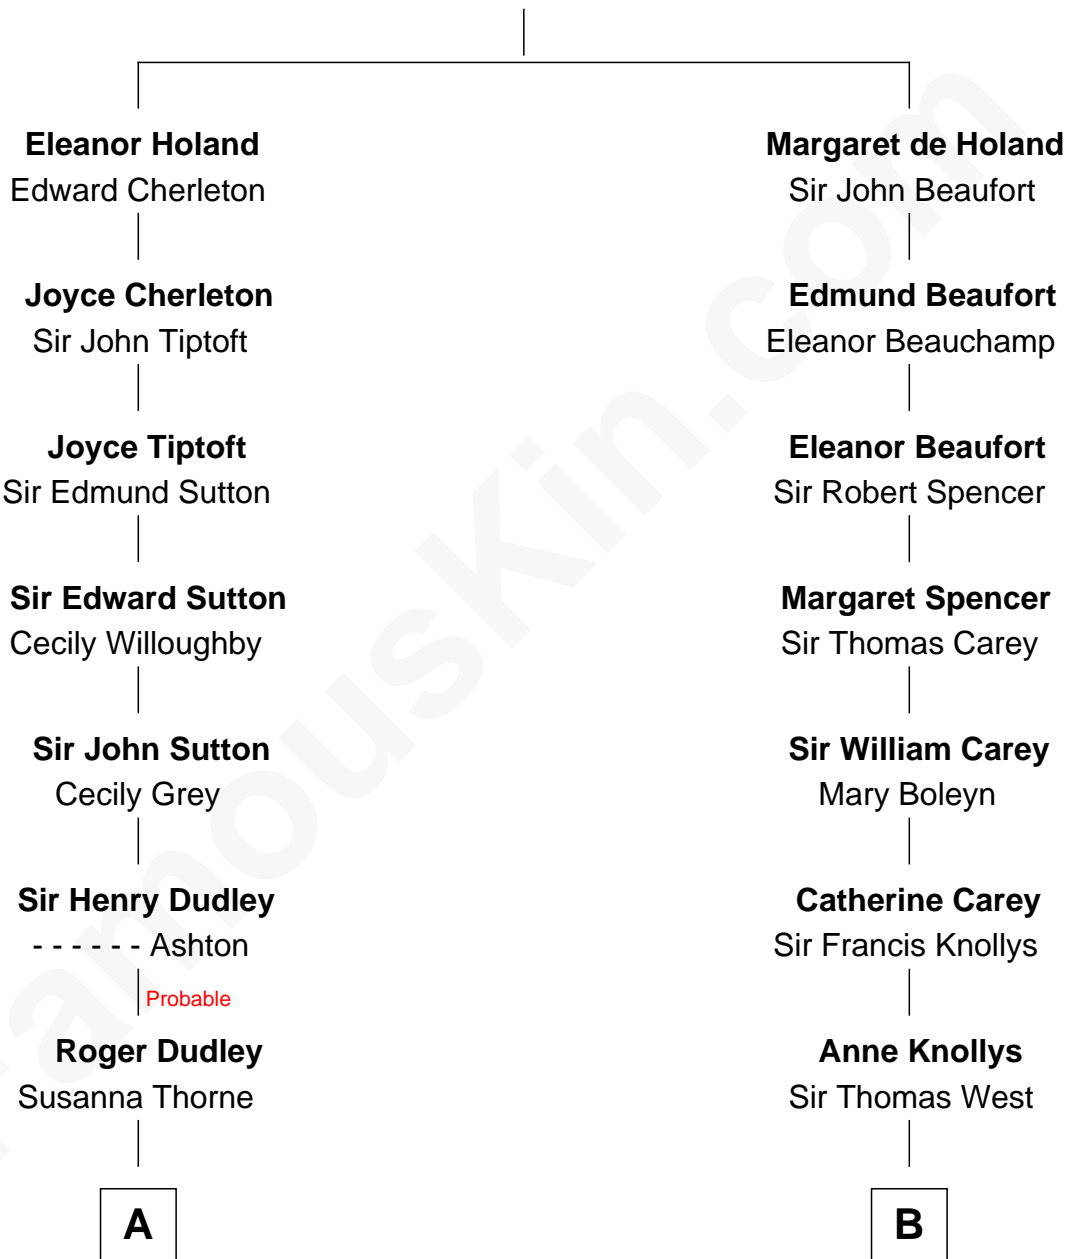 Eleanor Holand
Edward Cherleton
Joyce Cherleton
Sir John Tiptoft
Joyce Tiptoft
Sir Edmund Sutton
Sir Edward Sutton
Cecily Willoughby
Sir John Sutton
Cecily Grey
Sir Henry Dudley
- - - - - - Ashton
Probable
Roger Dudley
Susanna Thorne
A
Margaret de Holand
Sir John Beaufort
Edmund Beaufort
Eleanor Beauchamp
Eleanor Beaufort
Sir Robert Spencer
Margaret Spencer
Sir Thomas Carey
Sir William Carey
Mary Boleyn
Catherine Carey
Sir Francis Knollys
Anne Knollys
Sir Thomas West
B
FamousKin.com